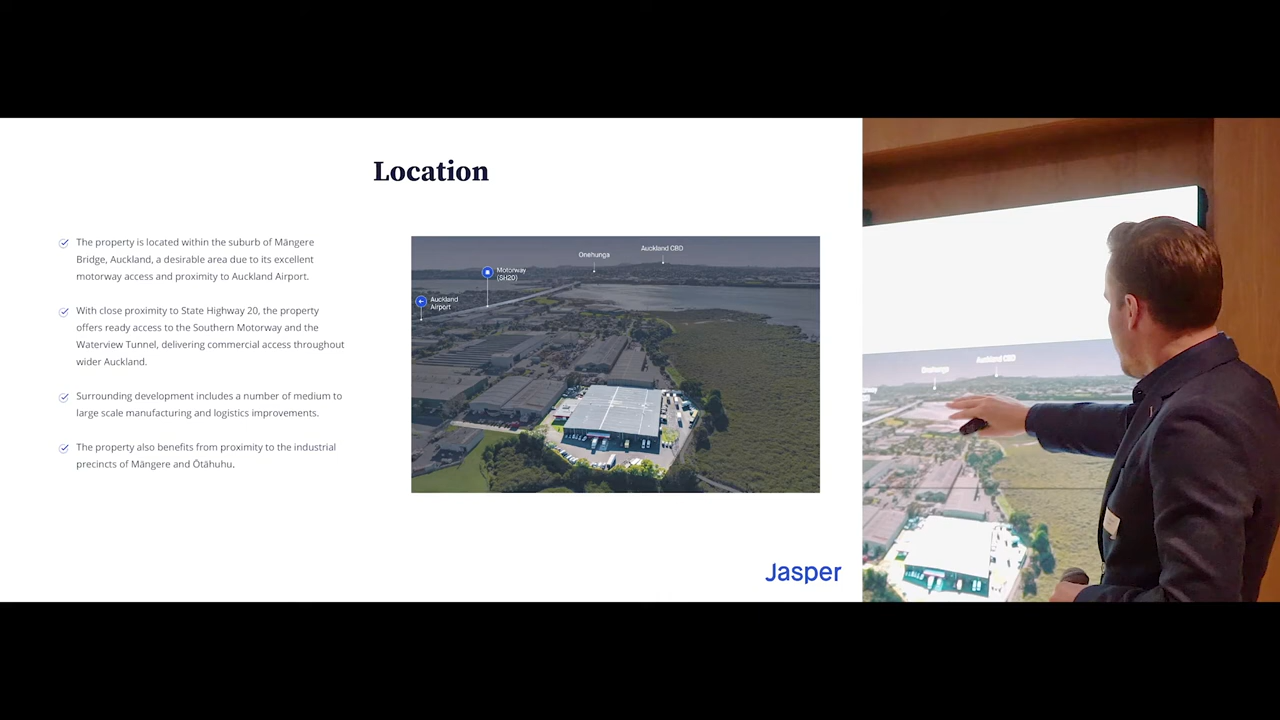 Location
The property is located within the suburb of Māngere
Bridge, Auckland, a desirable area due to its excellent
motorway access and proximity to Auckland Airport.
With close proximity to State Highway 20, the property
offers ready access to the Southern Motorway and the
Waterview Tunnel, delivering commercial access throughout
wider Auckland.
Surrounding development includes a number of medium to
large scale manufacturing and logistics improvements.
The property also benefits from proximity to the industrial
precincts of Māngere and Ōtāhuhu.
Auckland CBD
Onehunga
Motorway
(SH20)
Auckland
Airport
Jasper
Auckland CBD
Onehunga